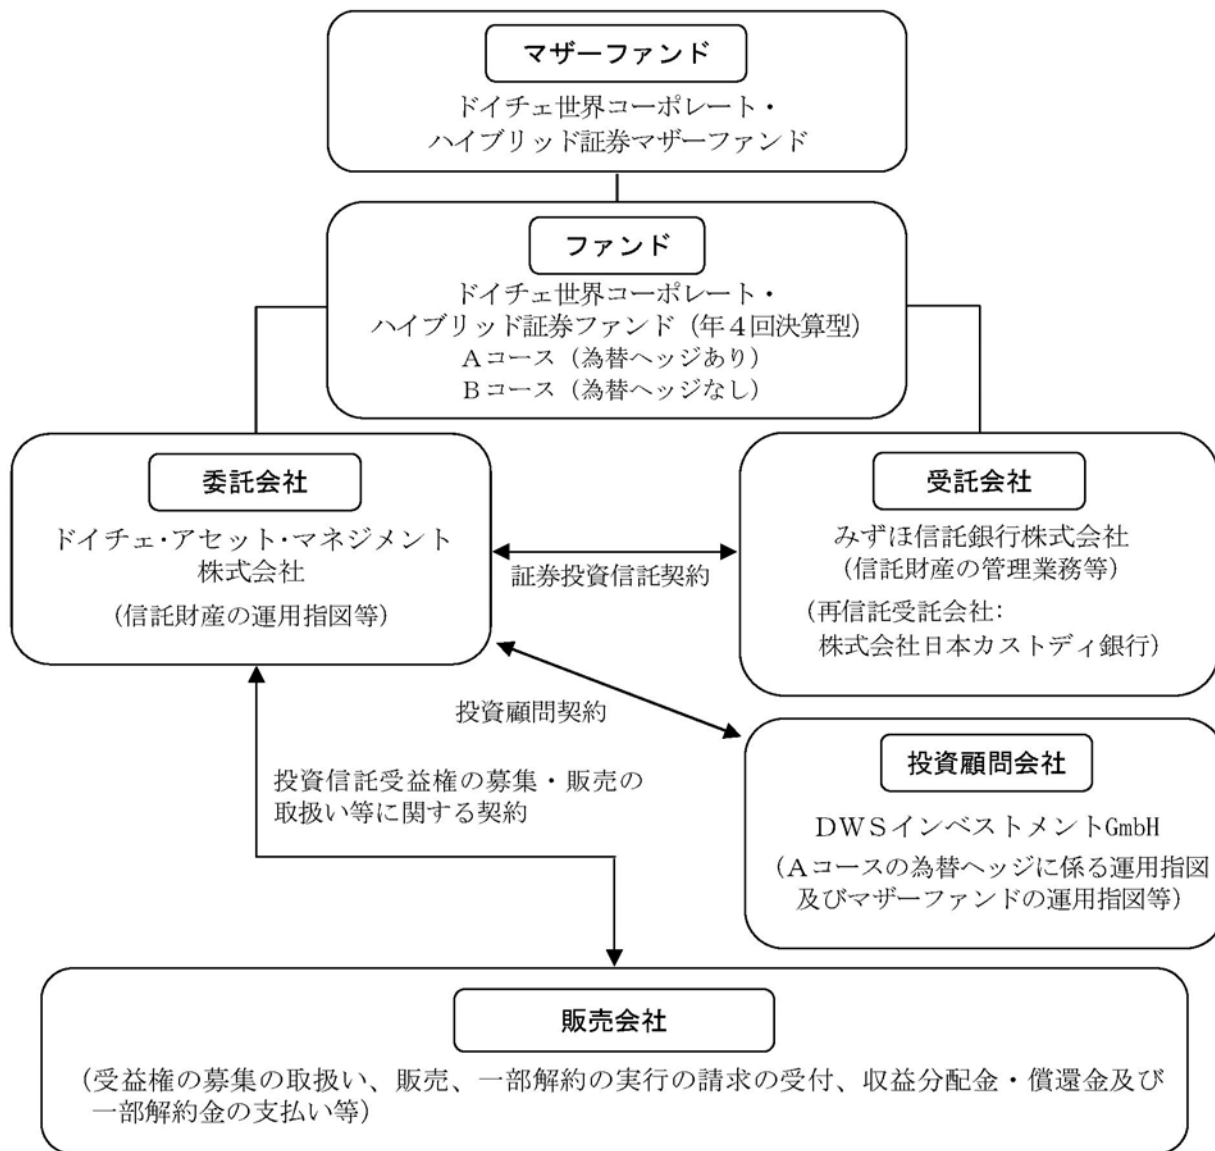 マザーファンド
ドイチェ世界コーポレート・
ハイブリッド証券マザーファンド
ファンド
ドイチェ世界コーポレート・
ハイブリッド証券ファンド（年４回決算型）
Ａコース（為替ヘッジあり）
Ｂコース（為替ヘッジなし）
委託会社
ドイチェ･アセット･マネジメント
株式会社
（信託財産の運用指図等）
証券投資信託契約
受託会社
みずほ信託銀行株式会社
（信託財産の管理業務等）
（再信託受託会社：
株式会社日本カストディ銀行）
投資顧問契約
投資顧問会社
ＤＷＳインベストメントGmbH
（Ａコースの為替ヘッジに係る運用指図
及びマザーファンドの運用指図等）
投資信託受益権の募集・販売の
取扱い等に関する契約
販売会社
（受益権の募集の取扱い、販売、一部解約の実行の請求の受付、収益分配金・償還金及び
一部解約金の支払い等）